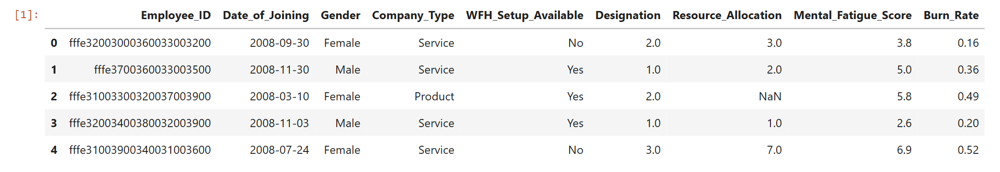 [1]: Employee_ID Date_of_Joining Gender Company_Type WFH_Setup_Available Designation Resource_Allocation Mental_Fatigue_Score Burn_Rate
0 fffe32003000360033003200 2008-09-30 Female Service No 2.0 3.0 3.8 0.16
1 fffe3700360033003500 2008-11-30 Male Service Yes 1.0 2.0 5.0 0.36
2 fffe31003300320037003900 2008-03-10 Female Product Yes 2.0 NaN 5.8 0.49
3 fffe32003400380032003900 2008-11-03 Male Service Yes 1.0 1.0 2.6 0.20
4 fffe31003900340031003600 2008-07-24 Female Service No 3.0 7.0 6.9 0.52